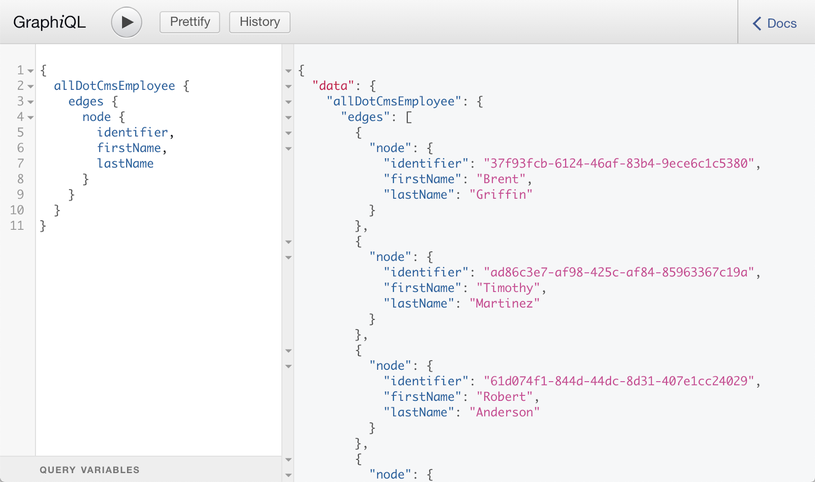 GraphiQL
Prettify
History
Docs
1 {
2 allDotCmsEmployee {
3 edges {
4 node {
5 identifier,
6 firstName,
7 lastName
8 }
9 }
10 }
11 }
QUERY VARIABLES
{
"data": {
"allDotCmsEmployee": {
"edges": [
{
"node": {
"identifier": "37f93fcb-6124-46af-83b4-9ece6c1c5380",
"firstName": "Brent",
"lastName": "Griffin"
}
},
{
"node": {
"identifier": "ad86c3e7-af98-425c-af84-85963367c19a",
"firstName": "Timothy",
"lastName": "Martinez"
}
},
{
"node": {
"identifier": "61d074f1-844d-44dc-8d31-407e1cc24029",
"firstName": "Robert",
"lastName": "Anderson"
}
},
{
"node": {